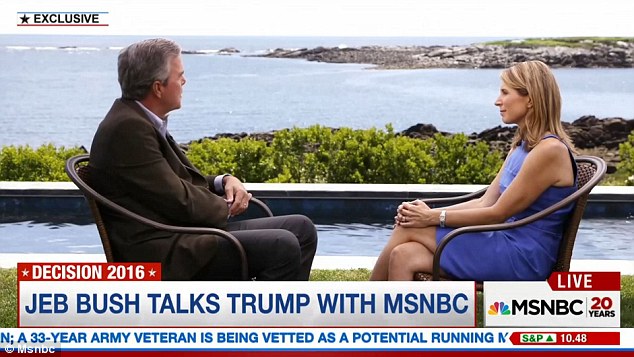 ★ EXCLUSIVE
DECISION 2016
JEB BUSH TALKS TRUMP WITH MSNBC
LIVE
MSNBC 20 YEARS
N; A 33-YEAR ARMY VETERAN IS BEING VETTED AS A POTENTIAL RUNNING M
S&P ▲ 10.48
© Msnbc